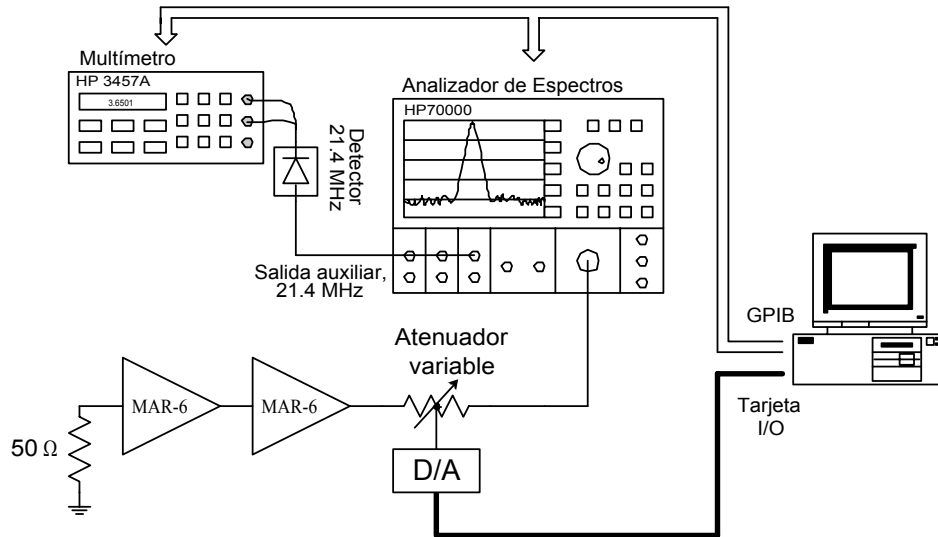 Multímetro
HP 3457A
3.6501
Analizador de Espectros
HP70000
Detector
21.4 MHz
Salida auxiliar,
21.4 MHz
GPIB
Atenuador
variable
MAR-6
MAR-6
Tarjeta
I/O
50 Ω
D/A